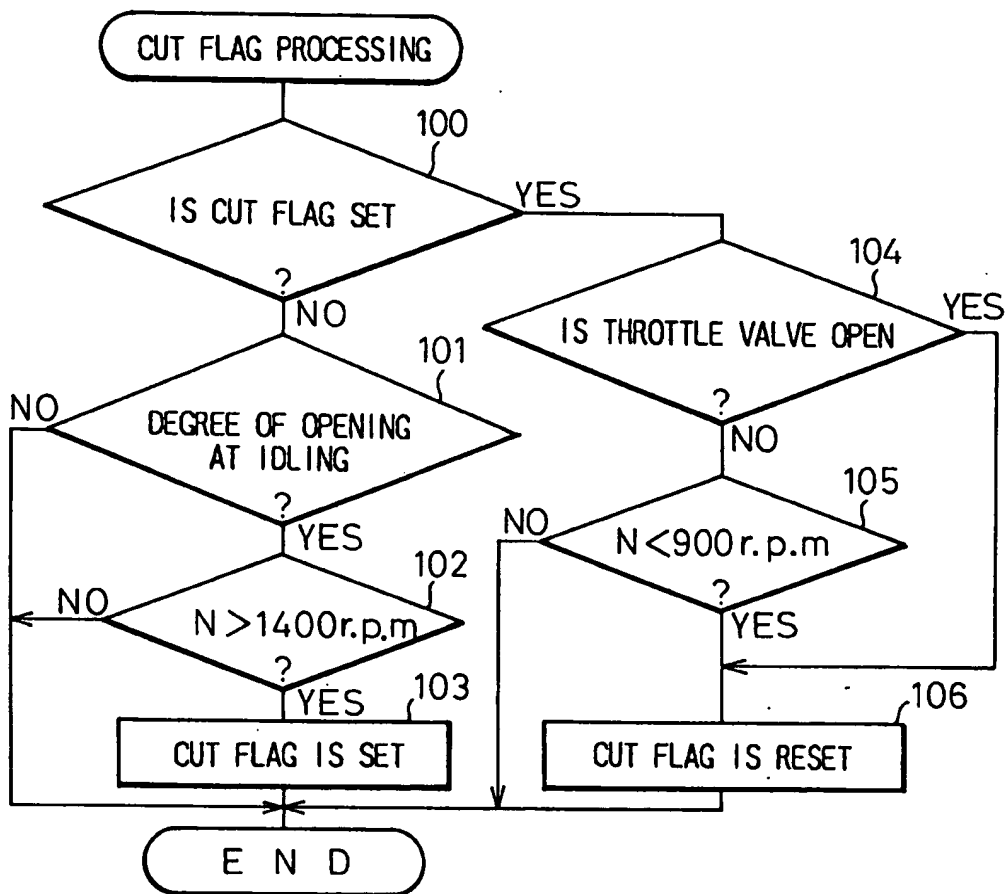 CUT FLAG PROCESSING
100
IS CUT FLAG SET
?
YES
NO
104
IS THROTTLE VALVE OPEN
?
YES
NO
101
NO
DEGREE OF OPENING
AT IDLING
?
YES
105
NO
N<900r.p.m
?
YES
102
NO
N>1400r.p.m
?
YES
103
CUT FLAG IS SET
106
CUT FLAG IS RESET
END